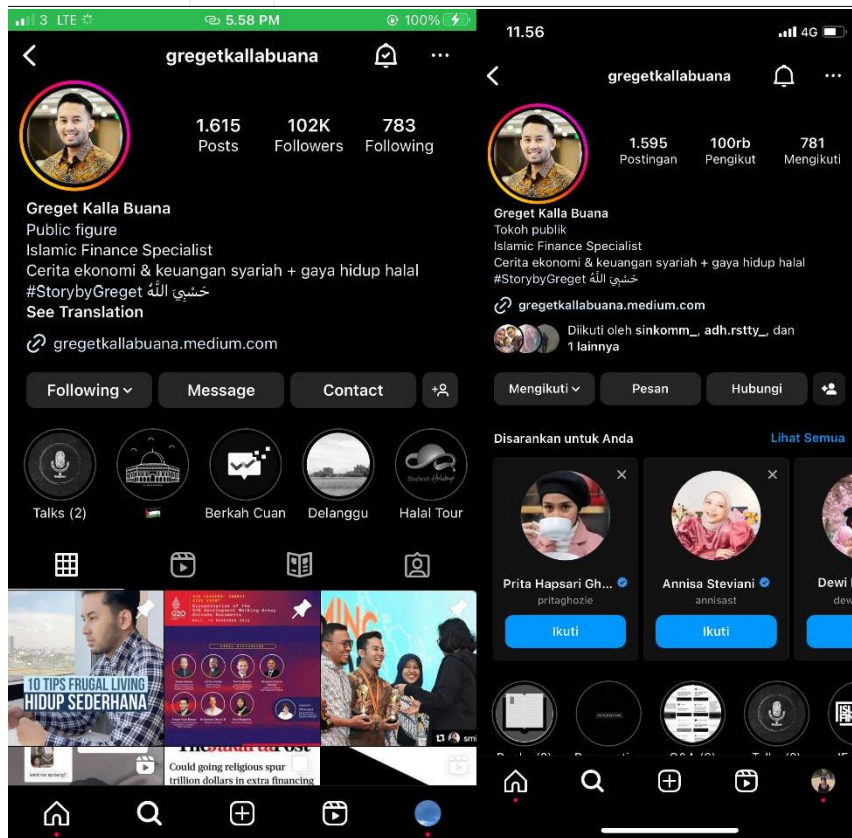 3 LTE 5.58 PM 100%
gregetkallabuana
1.615 102K 783
Posts Followers Following
Greget Kalla Buana
Public figure
Islamic Finance Specialist
Cerita ekonomi & keuangan syariah + gaya hidup halal
#StorybyGreget حَسْبِيَ اللَّهُ
See Translation
gregetkallabuana.medium.com
Following Message Contact
Talks (2) 🇵🇸 Berkah Cuan Delanggu Halal Tour
10 TIPS FRUGAL LIVING
HIDUP SEDERHANA
G20
Could going religious spur
trillion dollars in extra financing
11.56 4G
gregetkallabuana
1.595 100rb 781
Postingan Pengikut Mengikuti
Greget Kalla Buana
Tokoh publik
Islamic Finance Specialist
Cerita ekonomi & keuangan syariah + gaya hidup halal
#StorybyGreget حَسْبِيَ اللَّهُ
gregetkallabuana.medium.com
Diikuti oleh sinkomm_, adh.rstty_, dan
1 lainnya
Mengikuti Pesan Hubungi
Disarankan untuk Anda Lihat Semua
Prita Hapsari Gh... Annisa Steviani Dewi
pritaghozie annisast
Ikuti Ikuti